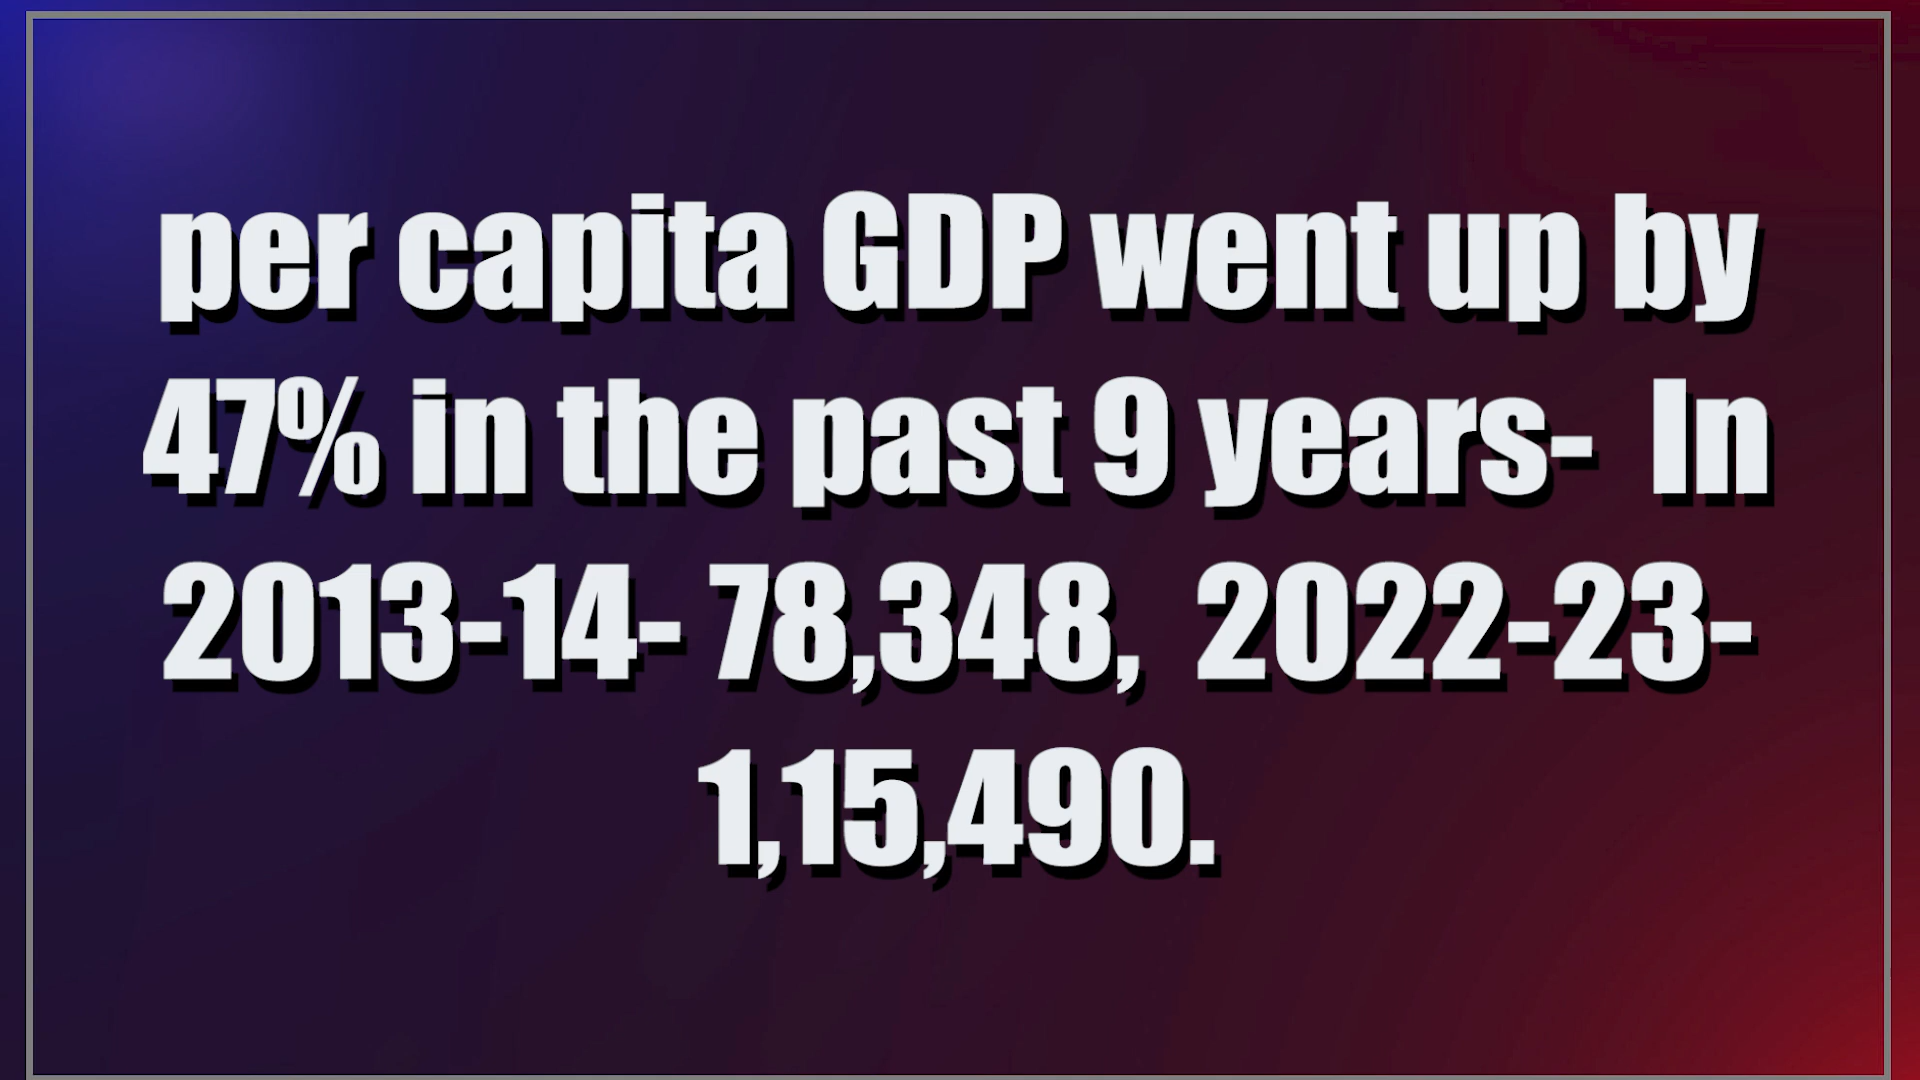 per capita GDP went up by
47% in the past 9 years-  In
2013-14- 78,348,  2022-23-
1,15,490.